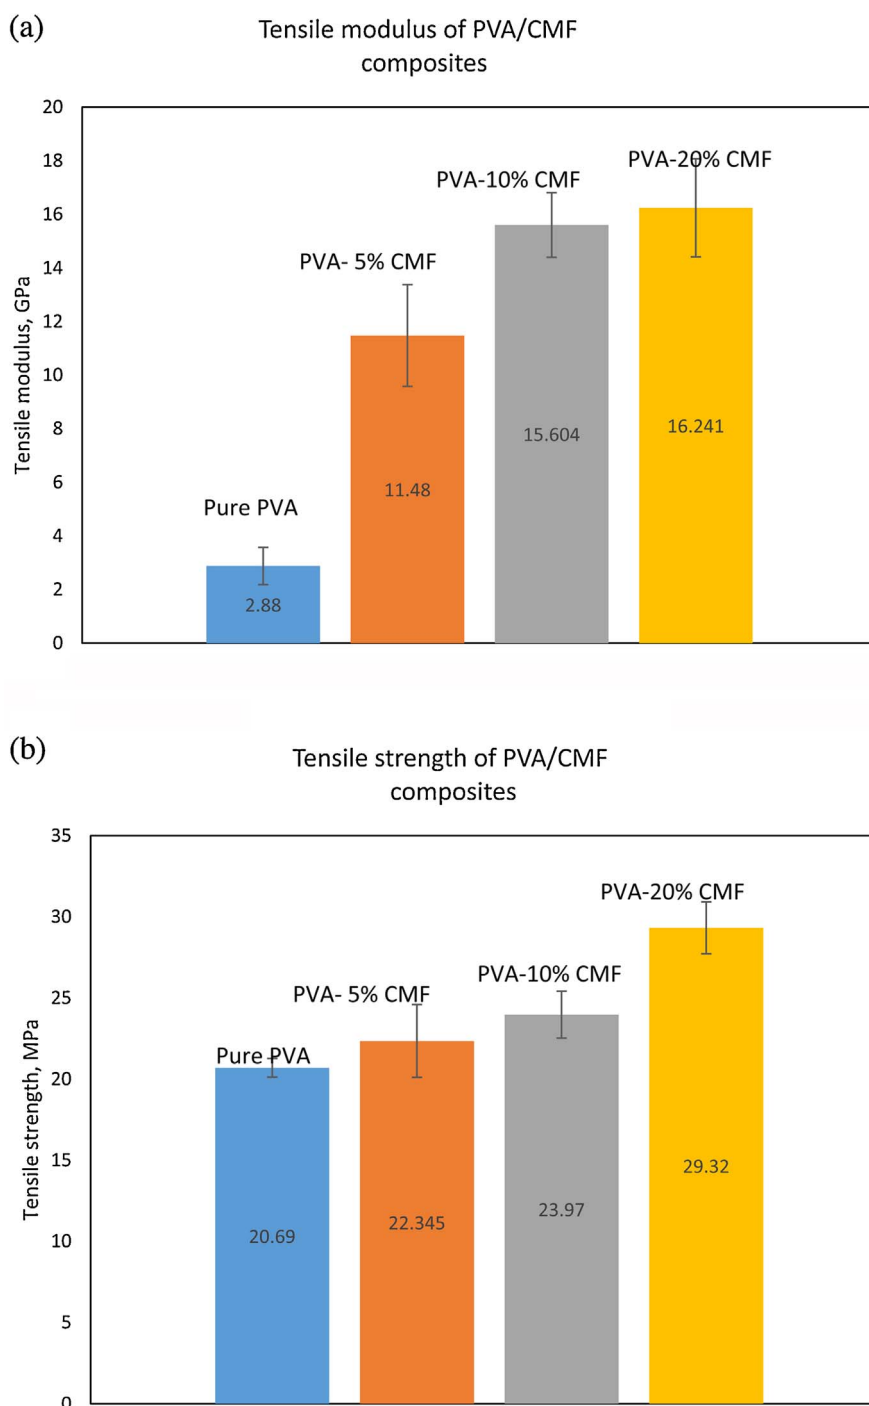 (a)
Tensile modulus of PVA/CMF
composites
20
18
16
14
12
10
8
6
4
2
0
Tensile modulus, GPa
Pure PVA
PVA- 5% CMF
PVA-10% CMF
PVA-20% CMF
2.88
11.48
15.604
16.241
(b)
Tensile strength of PVA/CMF
composites
35
30
25
20
15
10
5
0
Tensile strength, MPa
Pure PVA
PVA- 5% CMF
PVA-10% CMF
PVA-20% CMF
20.69
22.345
23.97
29.32